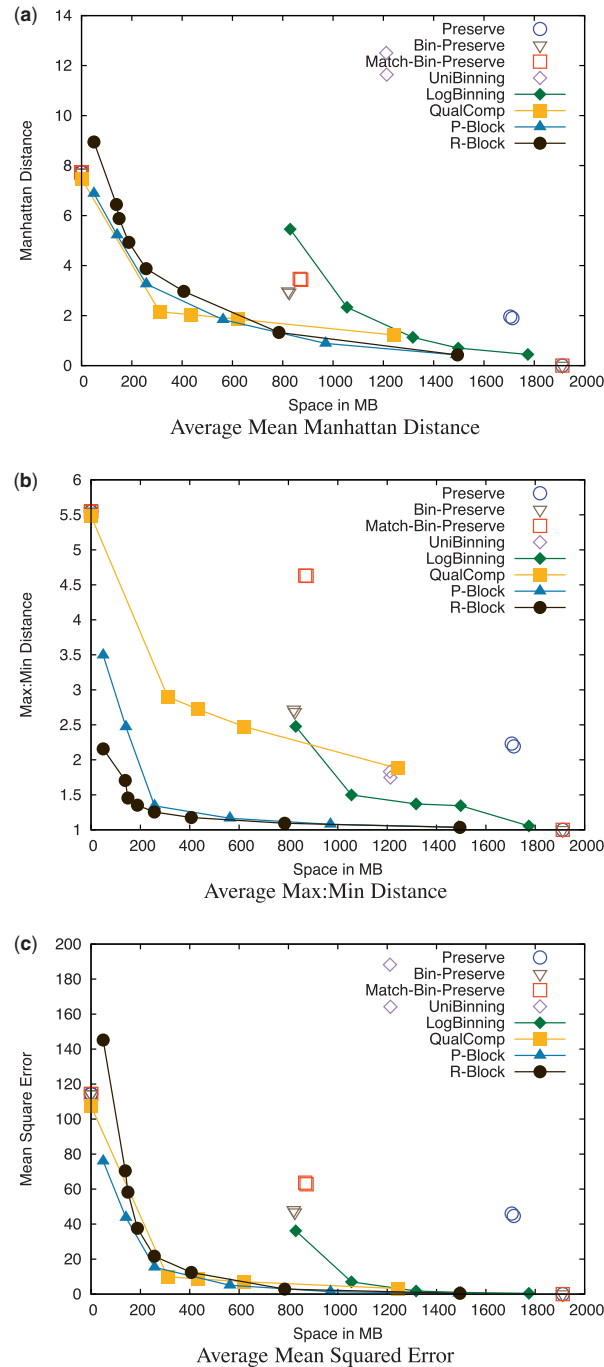 (a)
14
12
10
8
6
4
2
0
Manhattan Distance
Preserve
Bin-Preserve
Match-Bin-Preserve
UniBinning
LogBinning
QualComp
P-Block
R-Block
0 200 400 600 800 1000 1200 1400 1600 1800 2000
Space in MB
Average Mean Manhattan Distance
(b)
6
5.5
5
4.5
4
3.5
3
2.5
2
1.5
1
Max:Min Distance
Preserve
Bin-Preserve
Match-Bin-Preserve
UniBinning
LogBinning
QualComp
P-Block
R-Block
0 200 400 600 800 1000 1200 1400 1600 1800 2000
Space in MB
Average Max:Min Distance
(c)
200
180
160
140
120
100
80
60
40
20
0
Mean Square Error
Preserve
Bin-Preserve
Match-Bin-Preserve
UniBinning
LogBinning
QualComp
P-Block
R-Block
0 200 400 600 800 1000 1200 1400 1600 1800 2000
Space in MB
Average Mean Squared Error